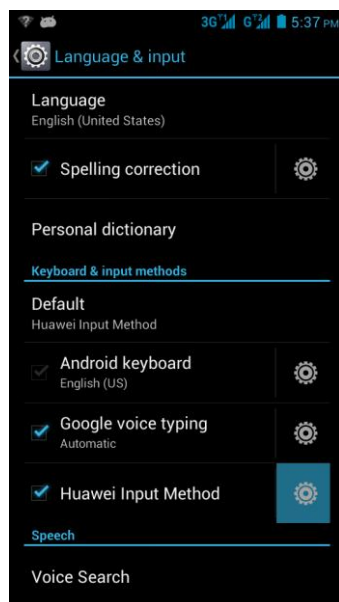 3G G 5:37 PM
Language & input
Language
English (United States)
Spelling correction
Personal dictionary
Keyboard & input methods
Default
Huawei Input Method
Android keyboard
English (US)
Google voice typing
Automatic
Huawei Input Method
Speech
Voice Search